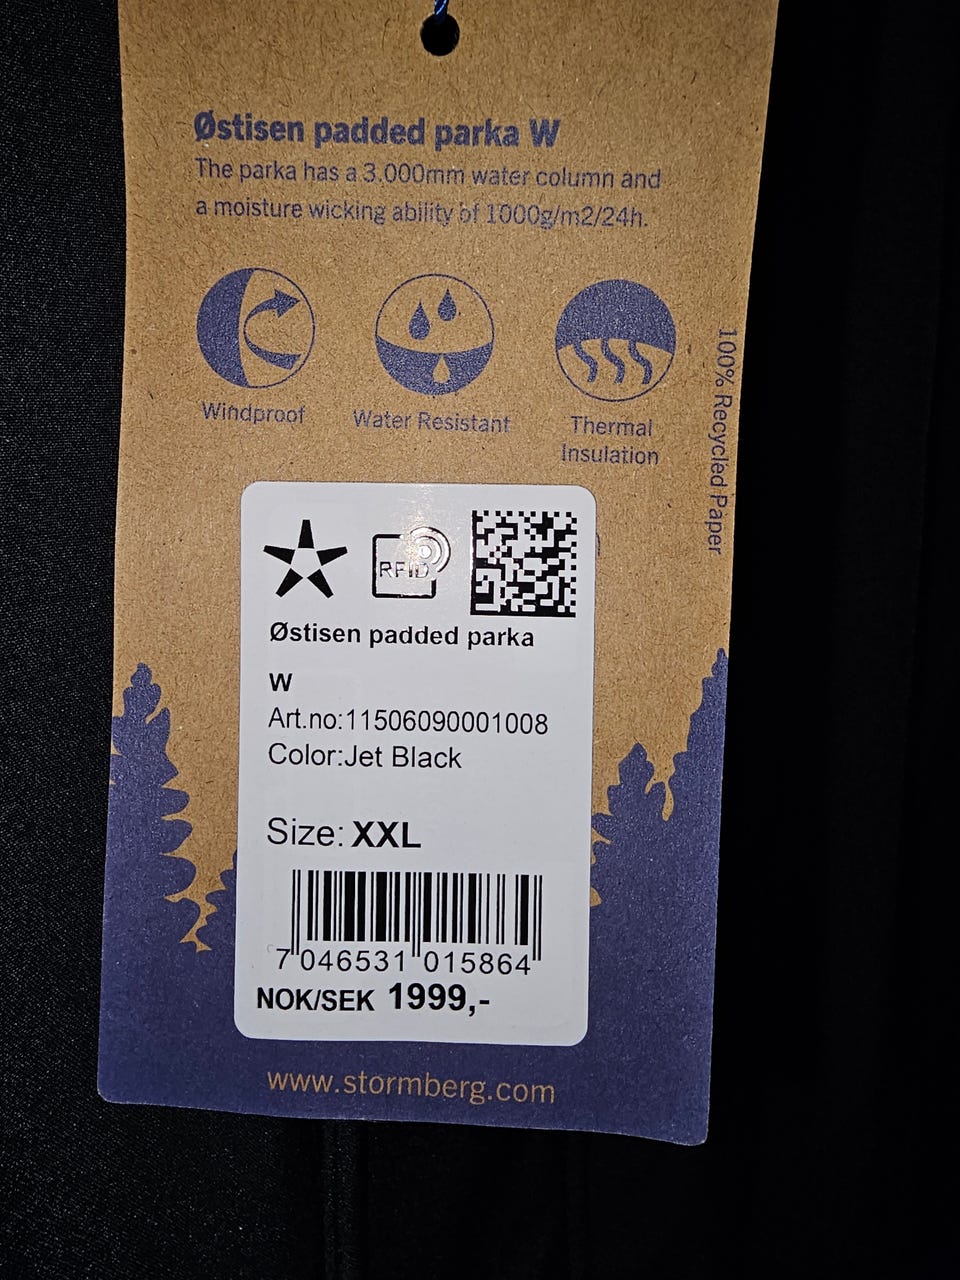 Østisen padded parka W
The parka has a 3.000mm water column and
a moisture wicking ability of 1000g/m2/24h.
Windproof
Water Resistant
Thermal
Insulation
100% Recycled Paper
RFID
Østisen padded parka
W
Art.no:11506090001008
Color:Jet Black
Size: XXL
7 046531 015864
NOK/SEK 1999,-
www.stormberg.com